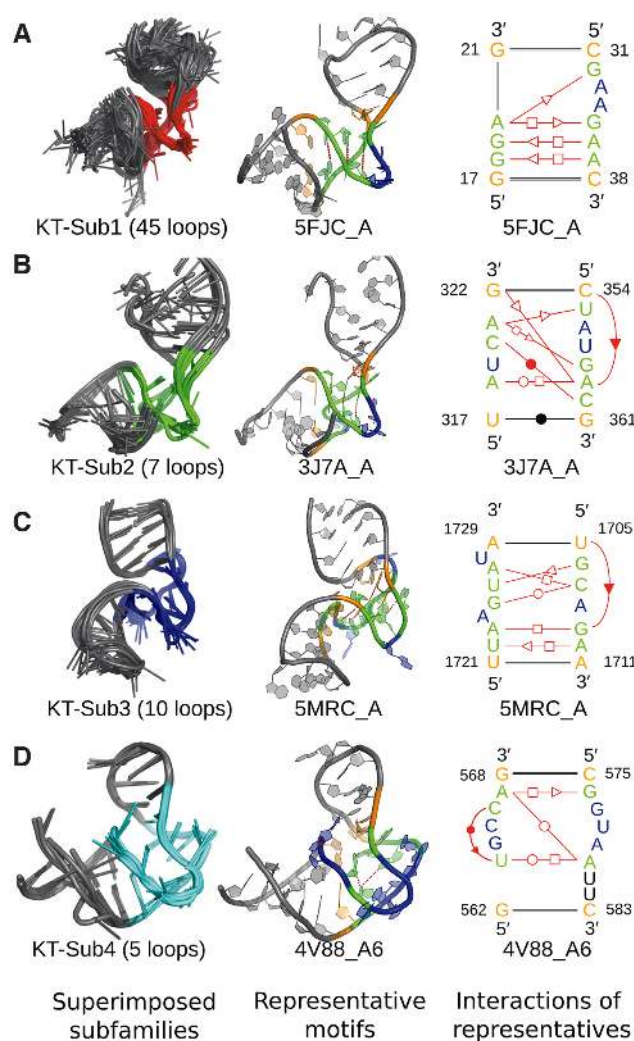 A
3′ 5′
21 G C 31
G
A
A
A G
G A
G A
17 G C 38
5′ 3′
KT-Sub1 (45 loops)
5FJC_A
5FJC_A
B
3′ 5′
322 G C 354
U
A A
C U
U G
A A
C
317 U G 361
5′ 3′
KT-Sub2 (7 loops)
3J7A_A
3J7A_A
C
3′ 5′
1729 A U 1705
U
A G
U C
G
A A
A G
U A
1721 U A 1711
5′ 3′
KT-Sub3 (10 loops)
5MRC_A
5MRC_A
D
3′ 5′
568 G C 575
A G
C G
C U
G A
U A
U
U
562 G C 583
5′ 3′
KT-Sub4 (5 loops)
4V88_A6
4V88_A6
Superimposed subfamilies
Representative motifs
Interactions of representatives